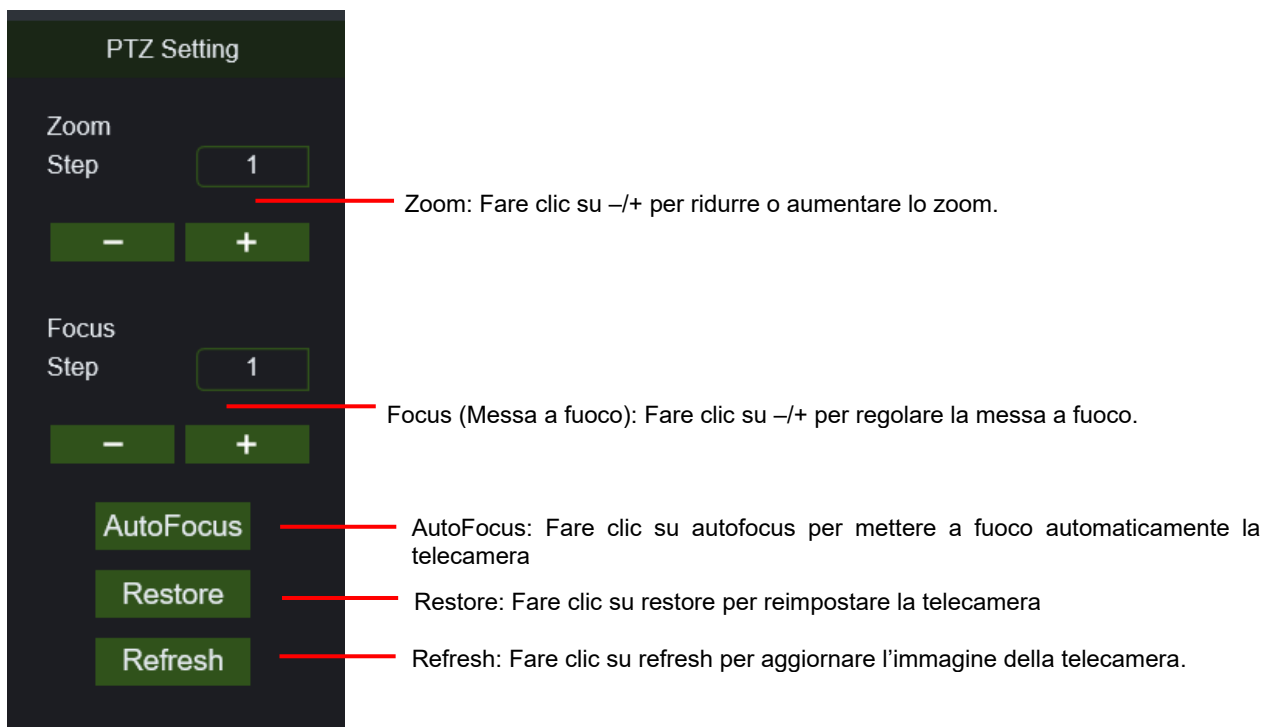 PTZ Setting
Zoom
Step 1
Zoom: Fare clic su –/+ per ridurre o aumentare lo zoom.
– +
Focus
Step 1
Focus (Messa a fuoco): Fare clic su –/+ per regolare la messa a fuoco.
– +
AutoFocus
AutoFocus: Fare clic su autofocus per mettere a fuoco automaticamente la
telecamera
Restore
Restore: Fare clic su restore per reimpostare la telecamera
Refresh
Refresh: Fare clic su refresh per aggiornare l’immagine della telecamera.